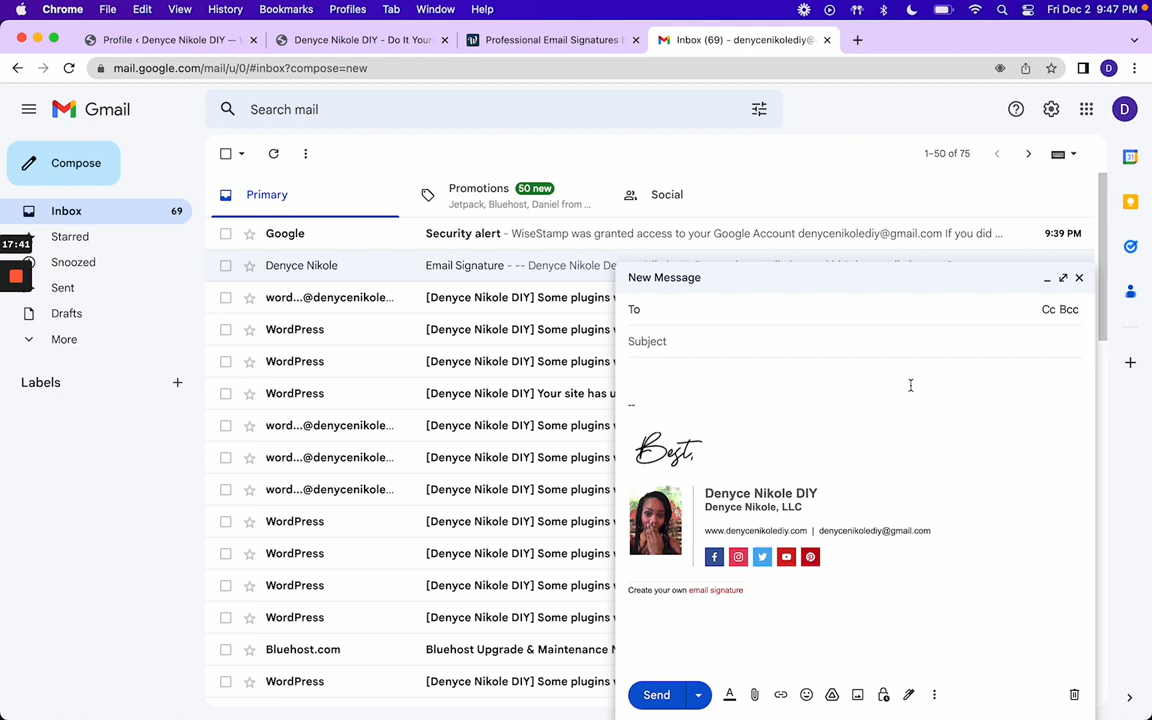 Chrome File Edit View History Bookmarks Profiles Tab Window Help Fri Dec 2 9:47 PM
Profile ‹ Denyce Nikole DIY —
Denyce Nikole DIY - Do It Your
Professional Email Signatures
Inbox (69) - denycenikolediy@
mail.google.com/mail/u/0/#inbox?compose=new
D
Gmail
Search mail
D
Compose
1–50 of 75
Inbox 69
Starred
Snoozed
Sent
Drafts
More
Labels
17:41
31
Primary
Promotions 50 new
Jetpack, Bluehost, Daniel from ...
Social
Google Security alert - WiseStamp was granted access to your Google Account denycenikolediy@gmail.com If you did ... 9:39 PM
Denyce Nikole Email Signature - -- Denyce Nikole
word...@denycenikole... [Denyce Nikole DIY] Some plugins
WordPress [Denyce Nikole DIY] Some plugins
WordPress [Denyce Nikole DIY] Some plugins
WordPress [Denyce Nikole DIY] Your site has
word...@denycenikole... [Denyce Nikole DIY] Some plugins
word...@denycenikole... [Denyce Nikole DIY] Some plugins
word...@denycenikole... [Denyce Nikole DIY] Some plugins
WordPress [Denyce Nikole DIY] Some plugins
WordPress [Denyce Nikole DIY] Some plugins
WordPress [Denyce Nikole DIY] Some plugins
WordPress [Denyce Nikole DIY] Some plugins
Bluehost.com Bluehost Upgrade & Maintenance
WordPress [Denyce Nikole DIY] Some plugins
New Message
To Cc Bcc
Subject
--
Best,
Denyce Nikole DIY
Denyce Nikole, LLC
www.denycenikolediy.com | denycenikolediy@gmail.com
Create your own email signature
Send